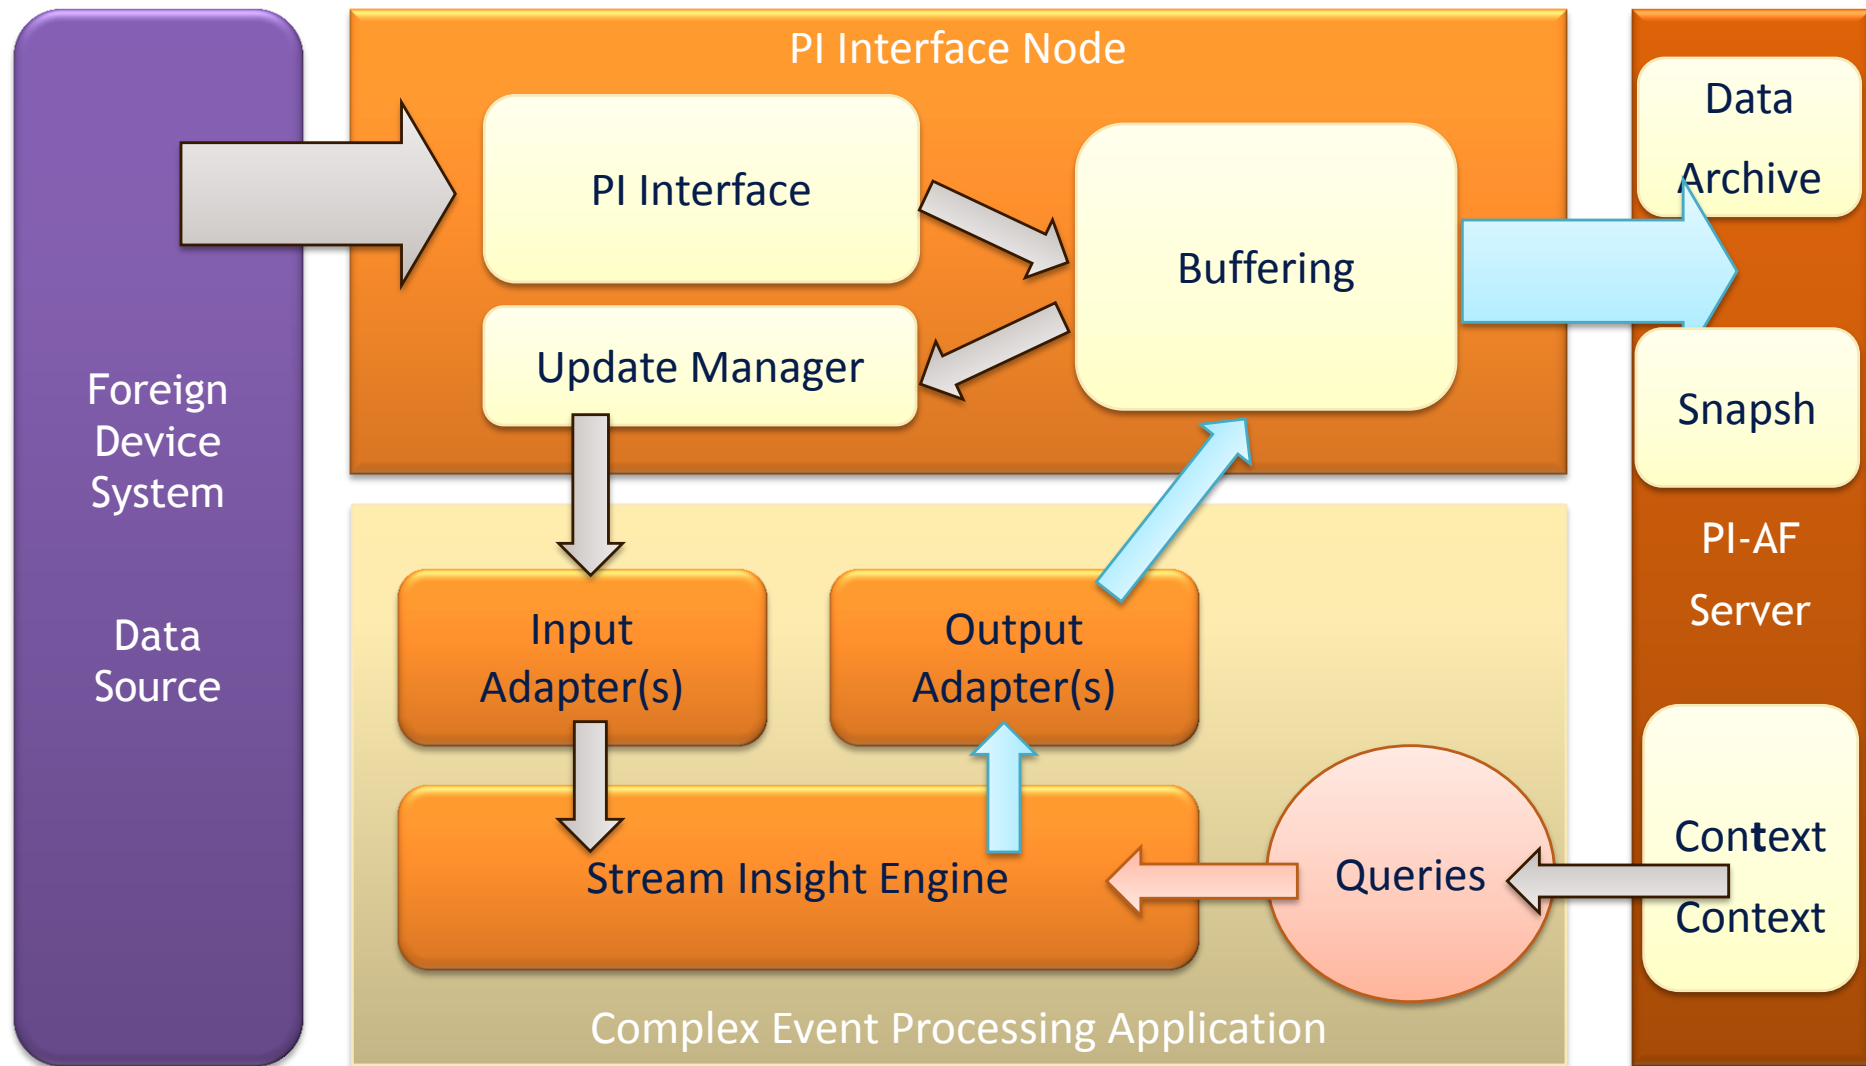 PI Interface Node
PI Interface
Update Manager
Buffering
Foreign
Device
System
Data
Source
Input
Adapter(s)
Output
Adapter(s)
Stream Insight Engine
Queries
Complex Event Processing Application
Data
Archive
Snapsh
PI-AF
Server
Context
Context